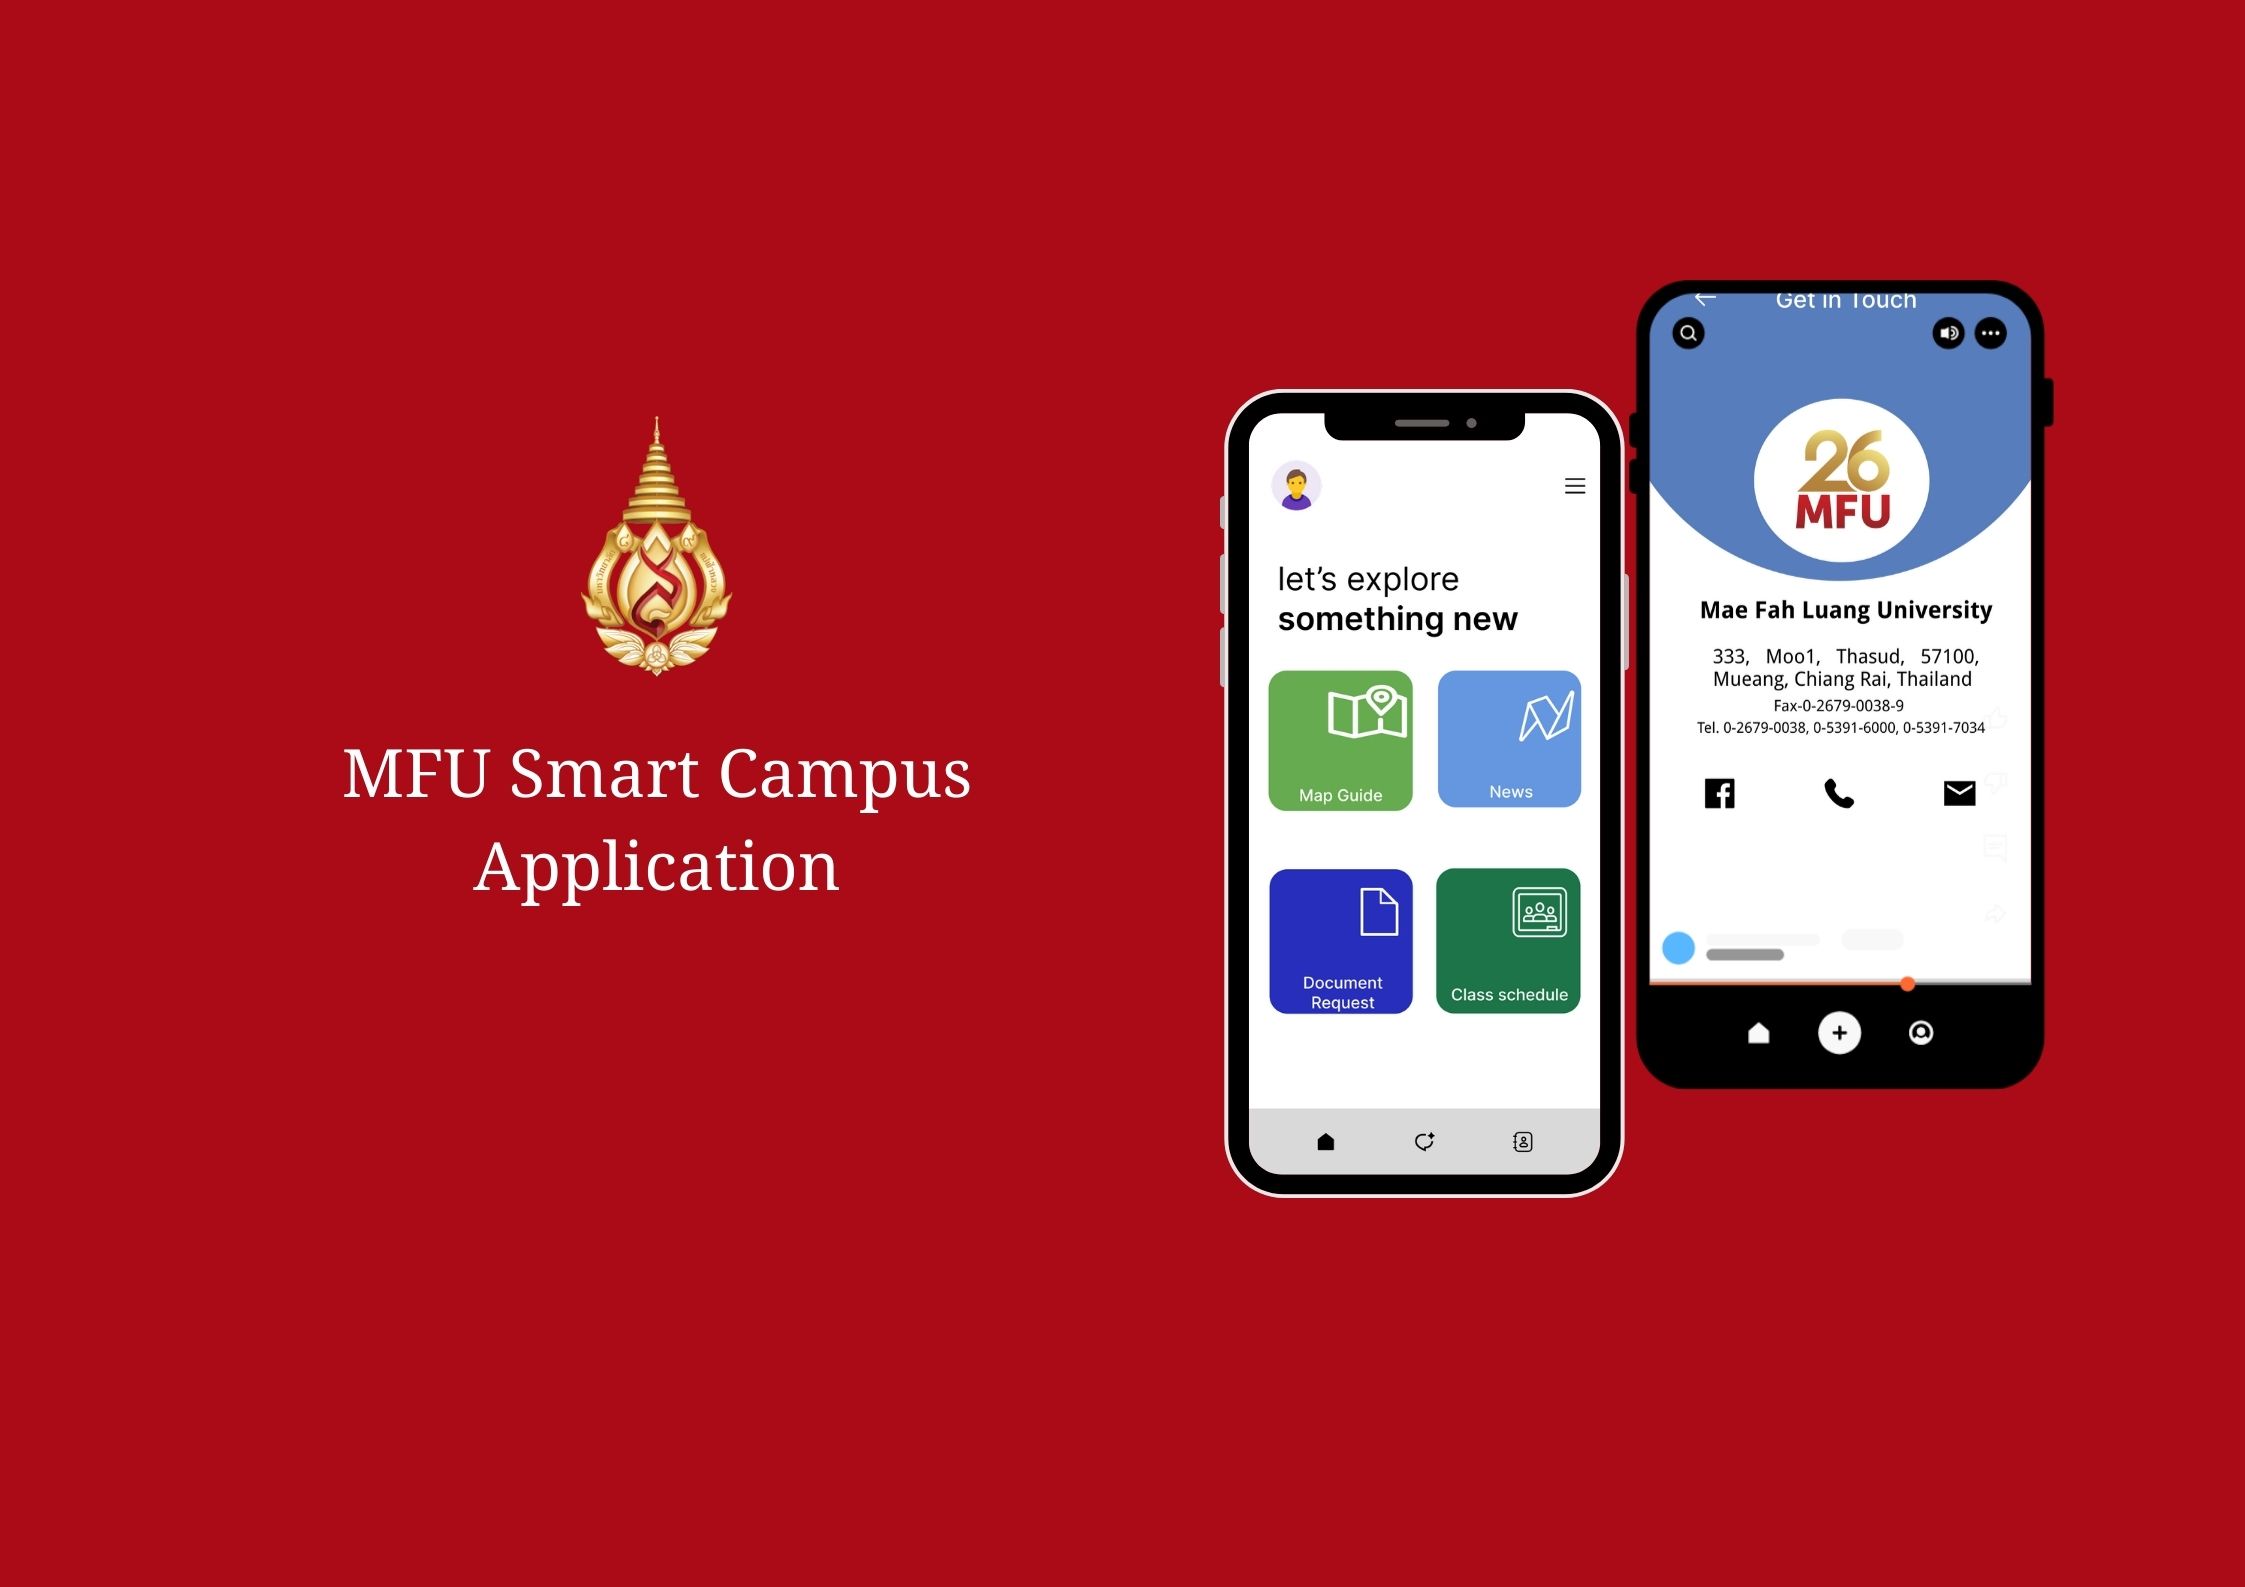 MFU Smart Campus
Application
let’s explore
something new
Map Guide
News
Document
Request
Class schedule
Get in Touch
26
MFU
Mae Fah Luang University
333, Moo1, Thasud, 57100,
Mueang, Chiang Rai, Thailand
Fax-0-2679-0038-9
Tel. 0-2679-0038, 0-5391-6000, 0-5391-7034